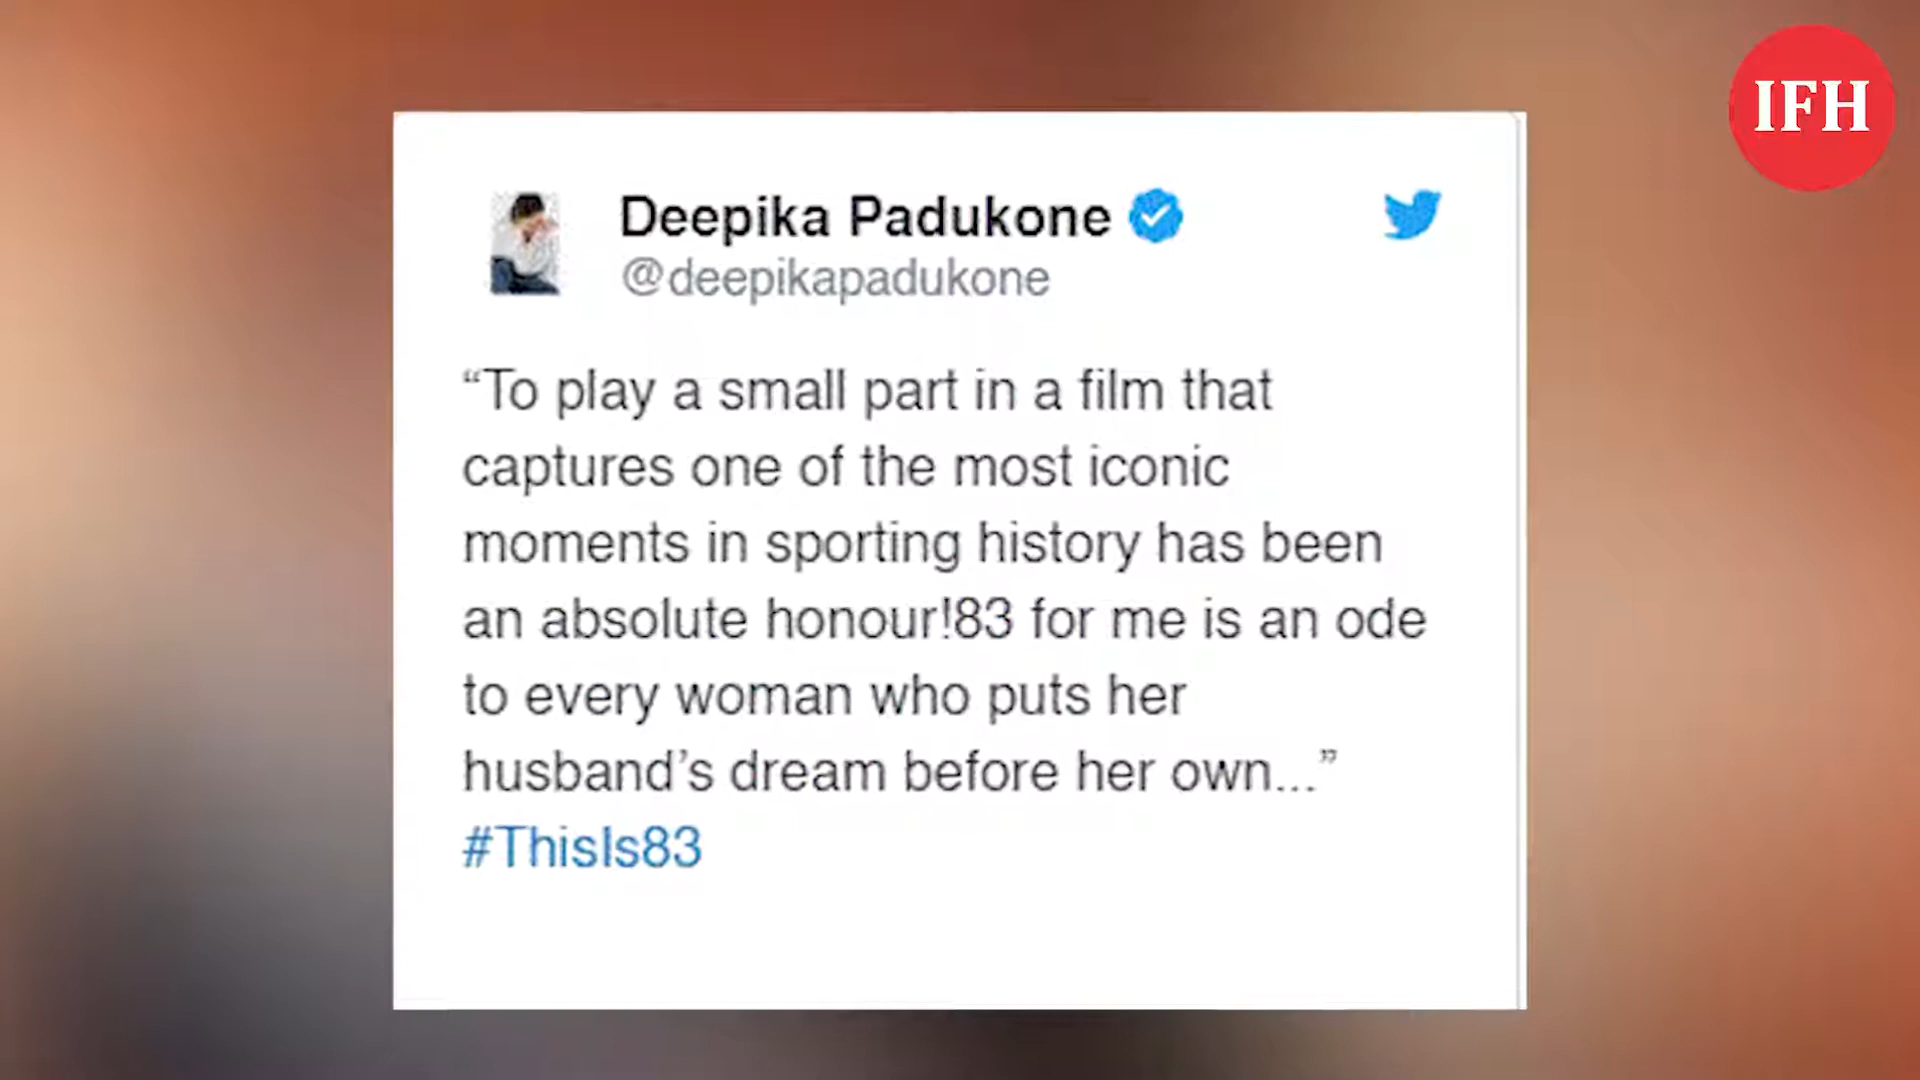 IFH
Deepika Padukone
@deepikapadukone
“To play a small part in a film that
captures one of the most iconic
moments in sporting history has been
an absolute honour!83 for me is an ode
to every woman who puts her
husband’s dream before her own...”
#ThisIs83